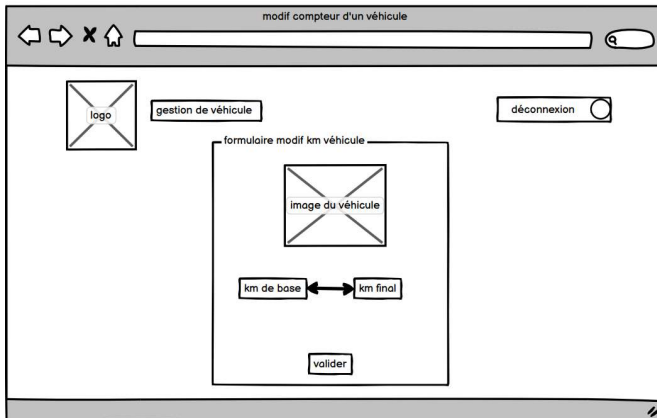 modif compteur d'un véhicule
logo
gestion de véhicule
déconnexion
formulaire modif km véhicule
image du véhicule
km de base
km final
valider